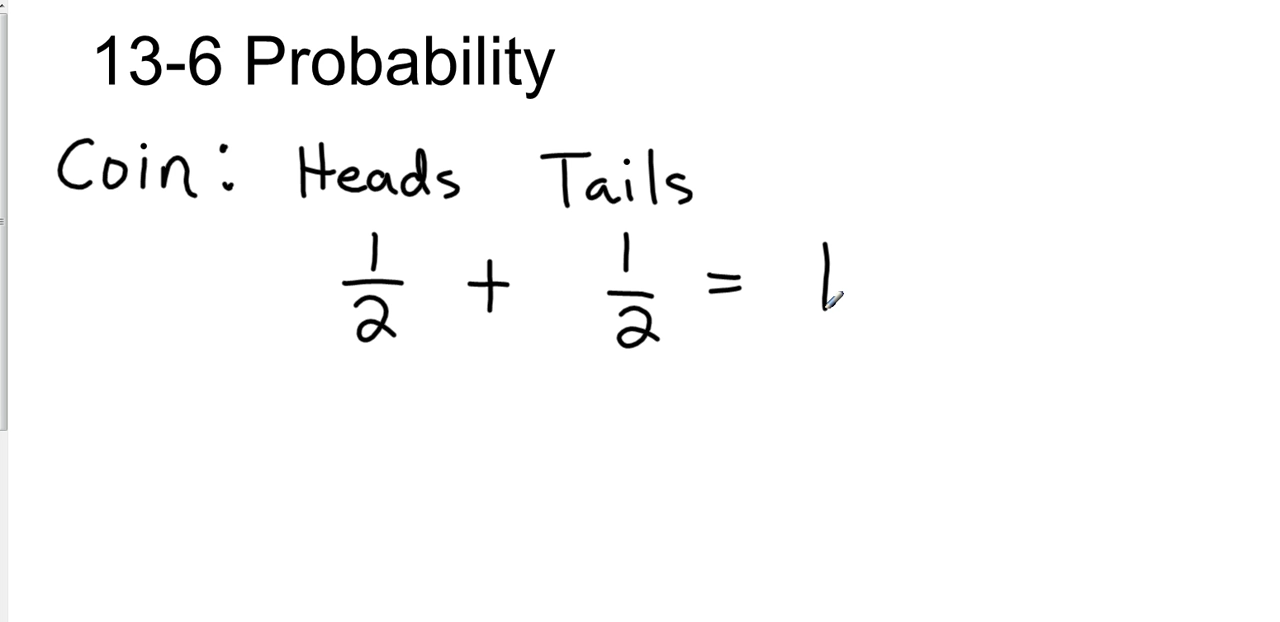 13-6 Probability
Coin: Heads Tails
1/2 + 1/2 = 1